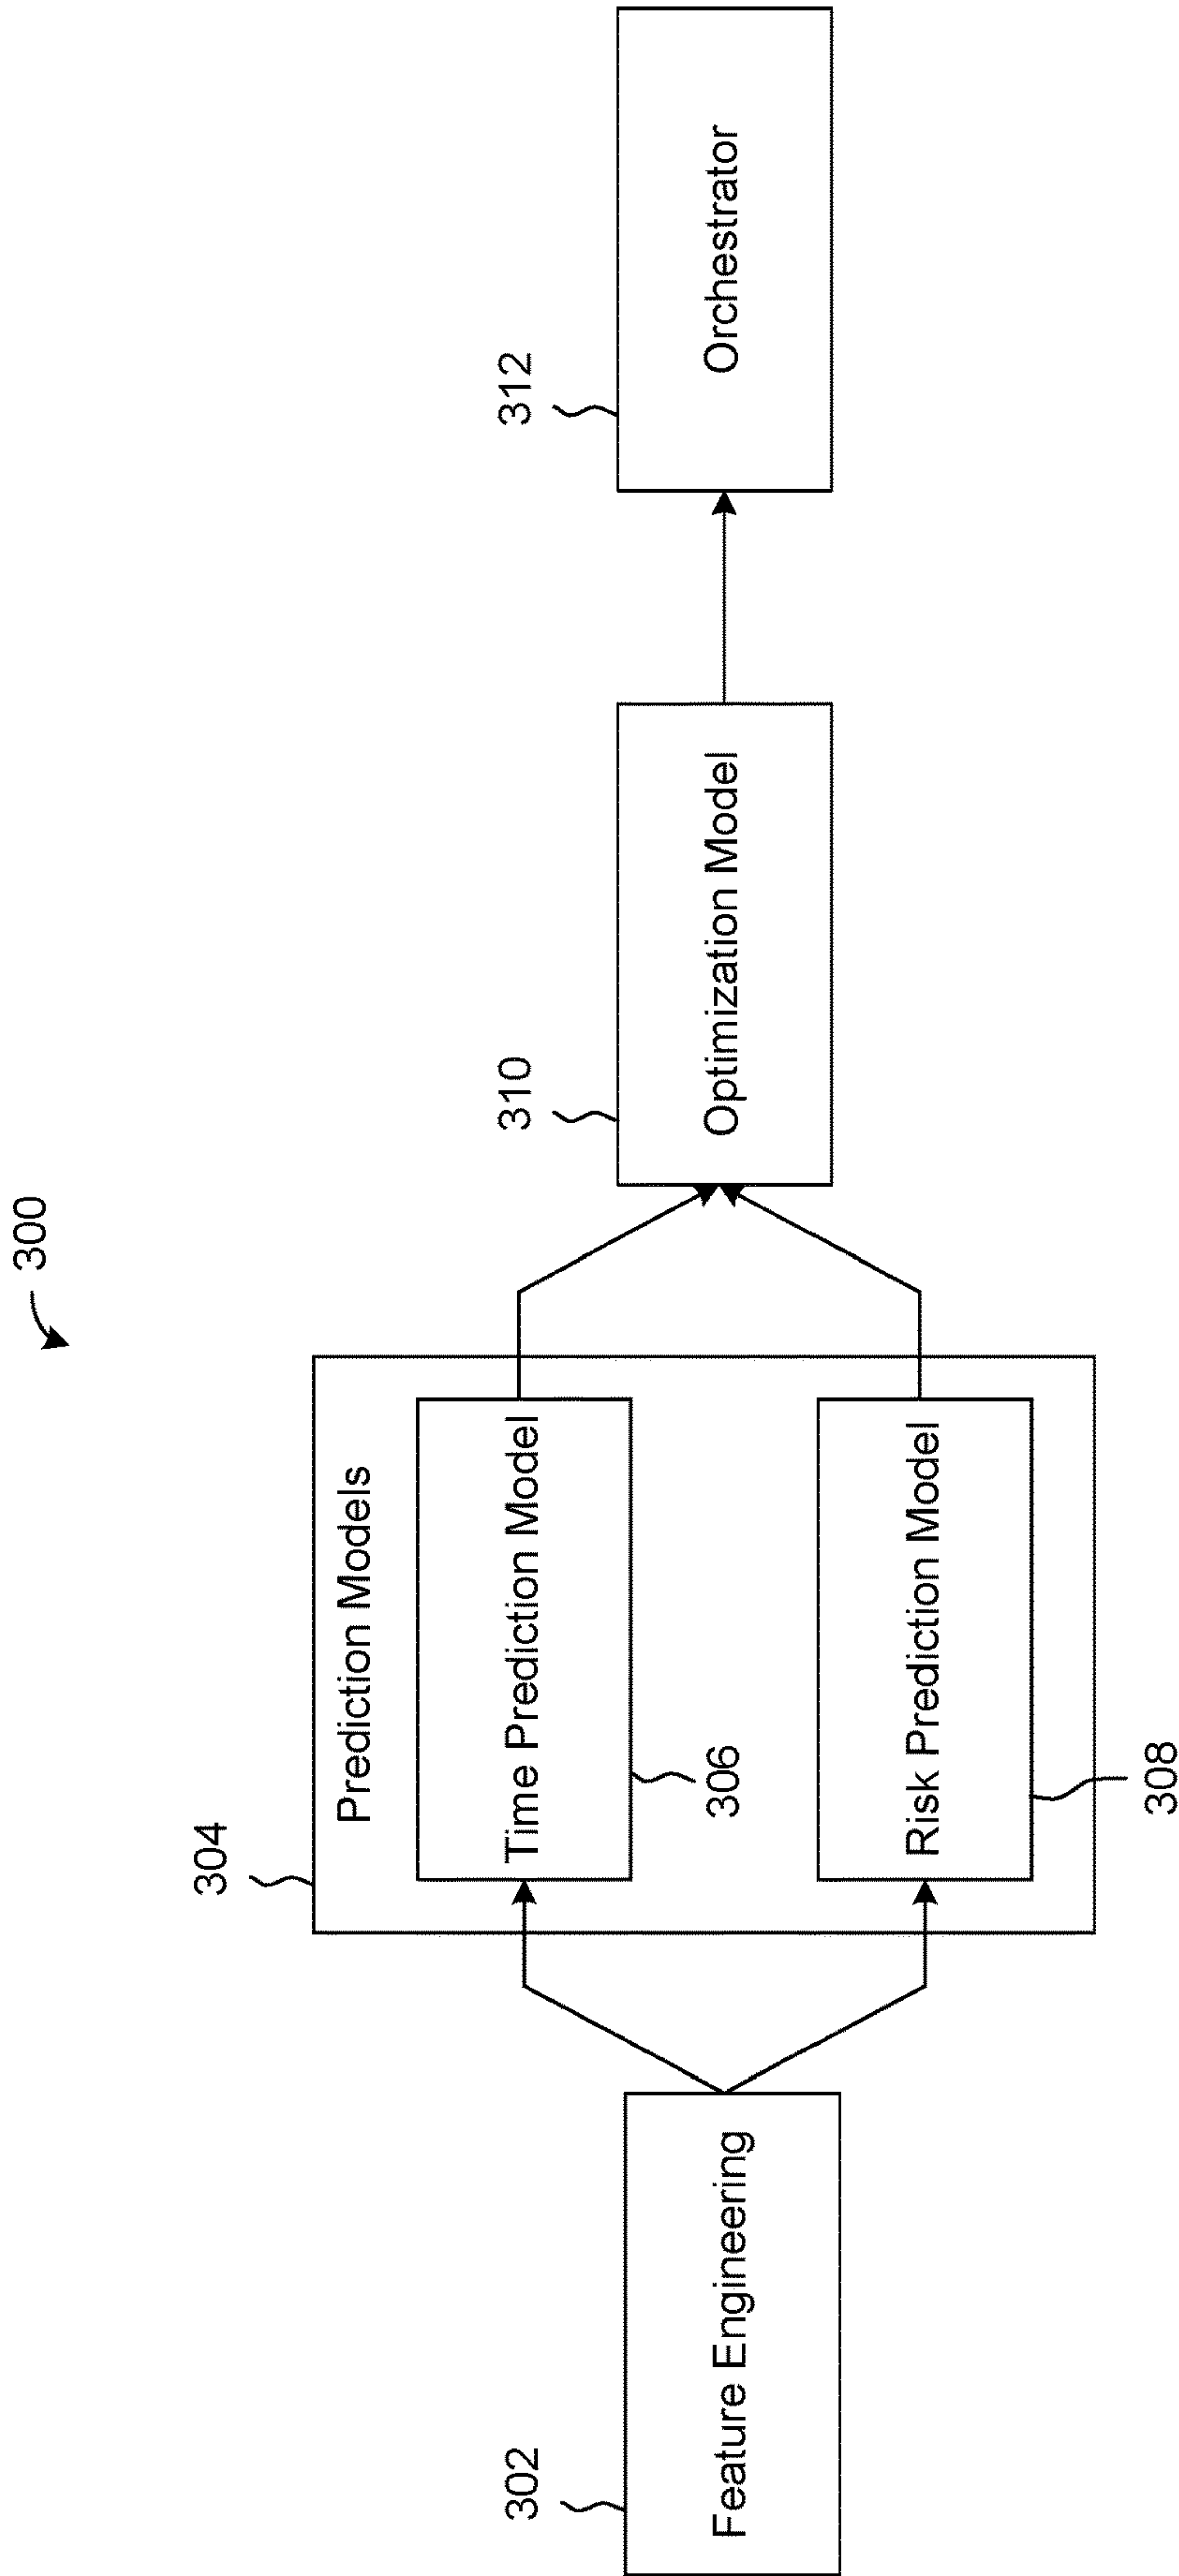 300
302
Feature Engineering
304
Prediction Models
Time Prediction Model
306
Risk Prediction Model
308
310
Optimization Model
312
Orchestrator